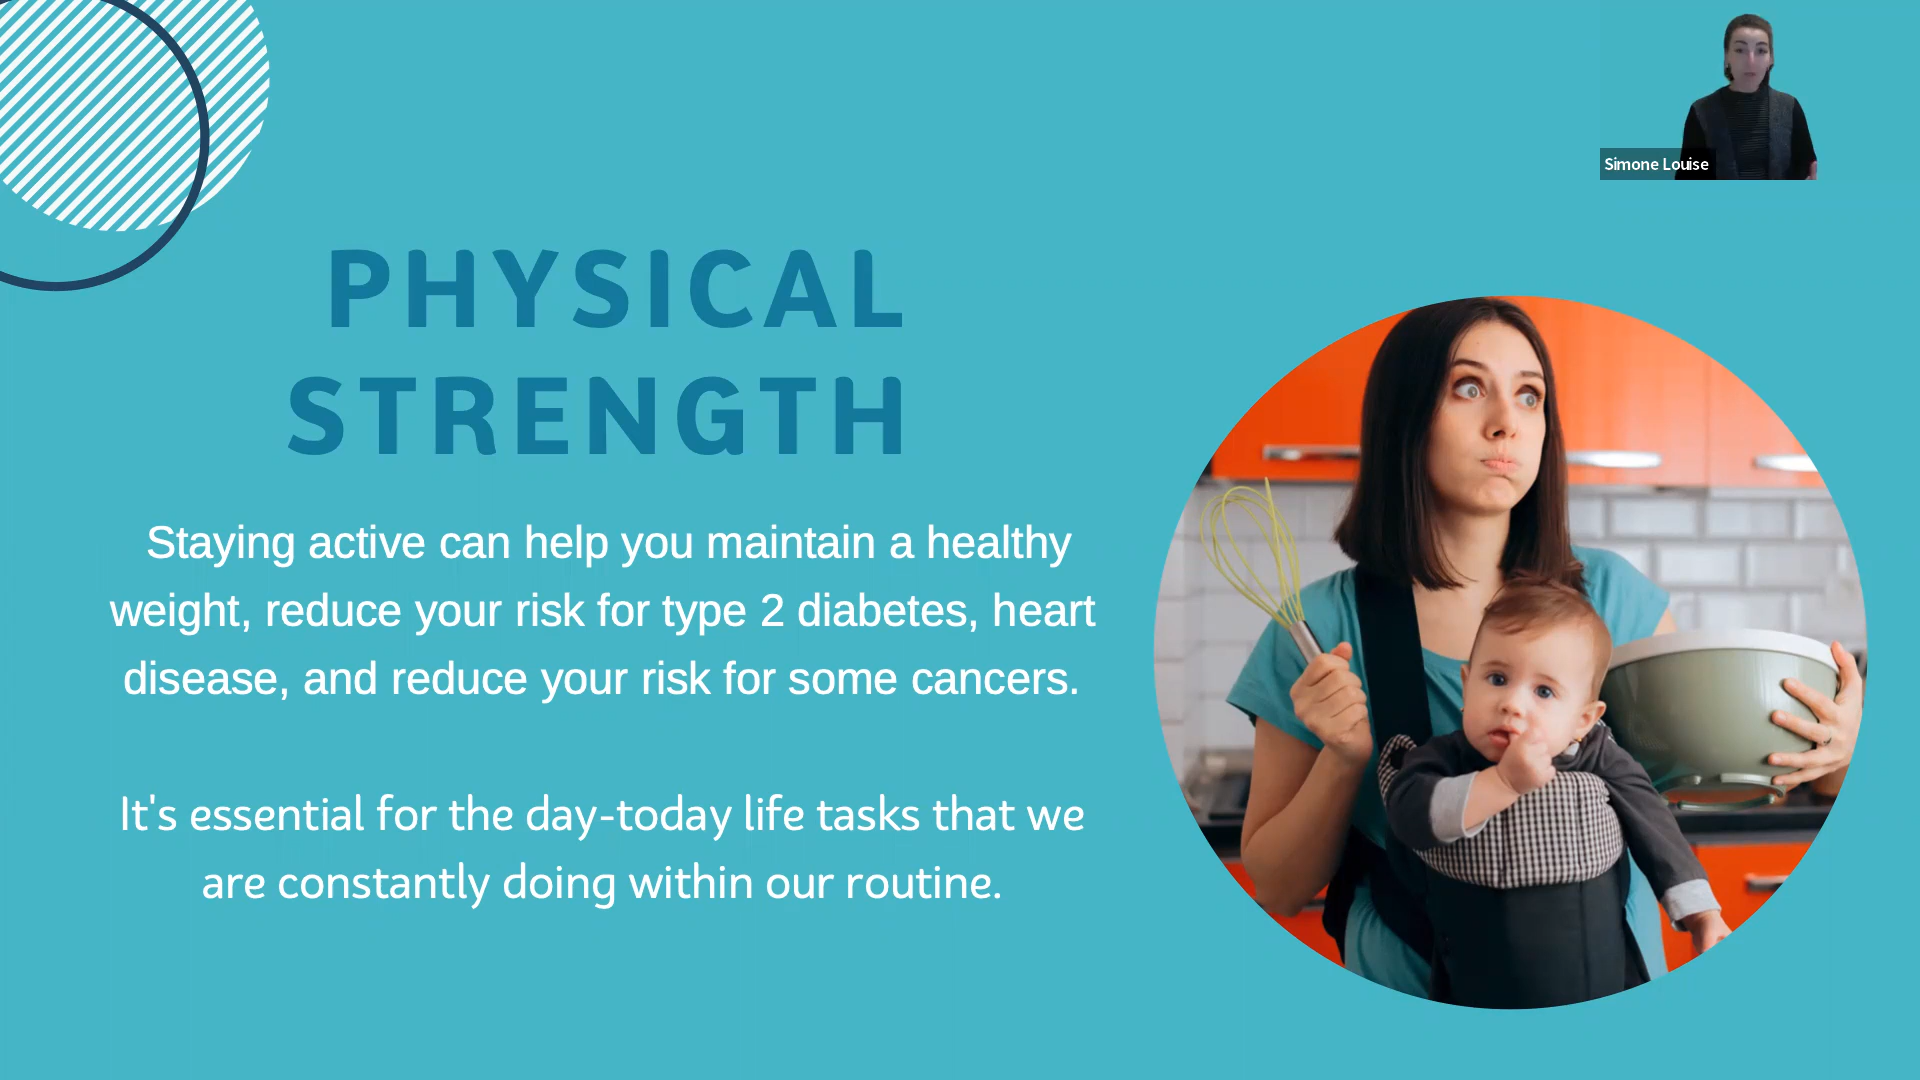 Simone Louise
PHYSICAL
STRENGTH
Staying active can help you maintain a healthy
weight, reduce your risk for type 2 diabetes, heart
disease, and reduce your risk for some cancers.
It's essential for the day-today life tasks that we
are constantly doing within our routine.